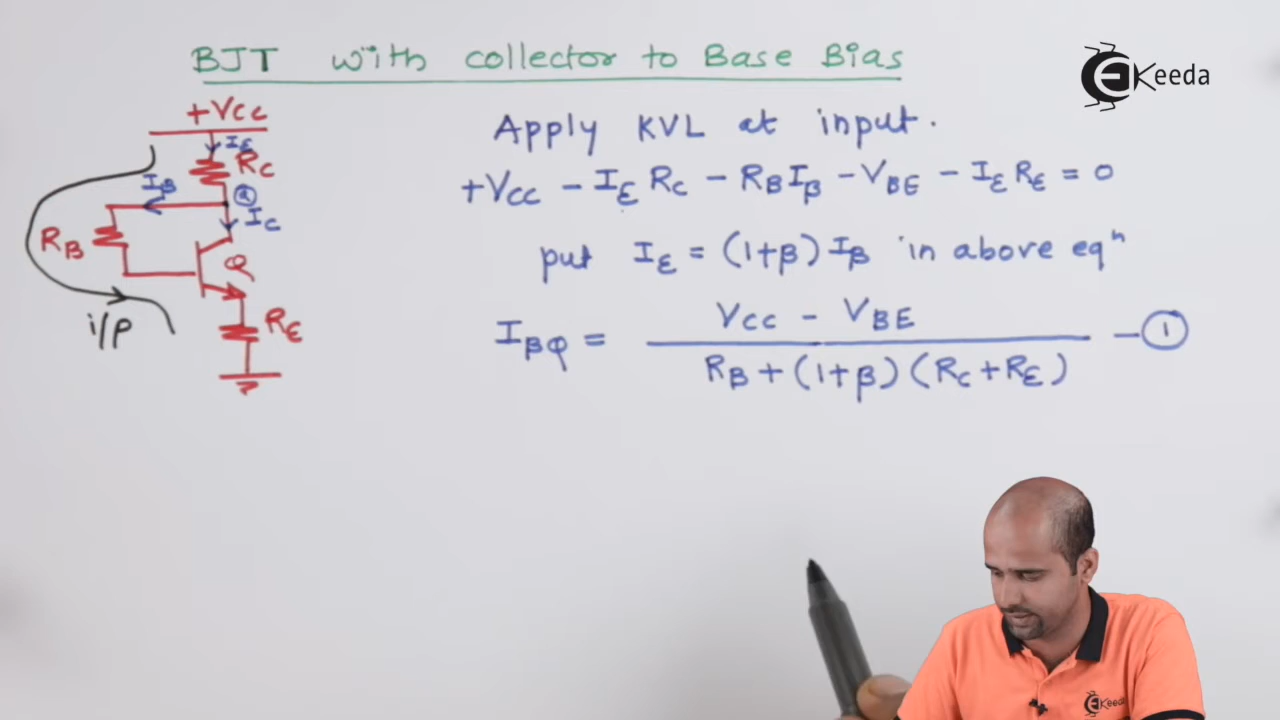 BJT with collector to Base Bias
EKeeda
+Vcc
IE
RC
IB
a
IC
RB
Q
i/p
RE
Apply KVL at input.
+Vcc - IE RC - RB IB - VBE - IE RE = 0
put IE = (1+β) IB in above eqn
IBQ = Vcc - VBE / RB + (1+β) (RC+RE) - 1
EKeeda